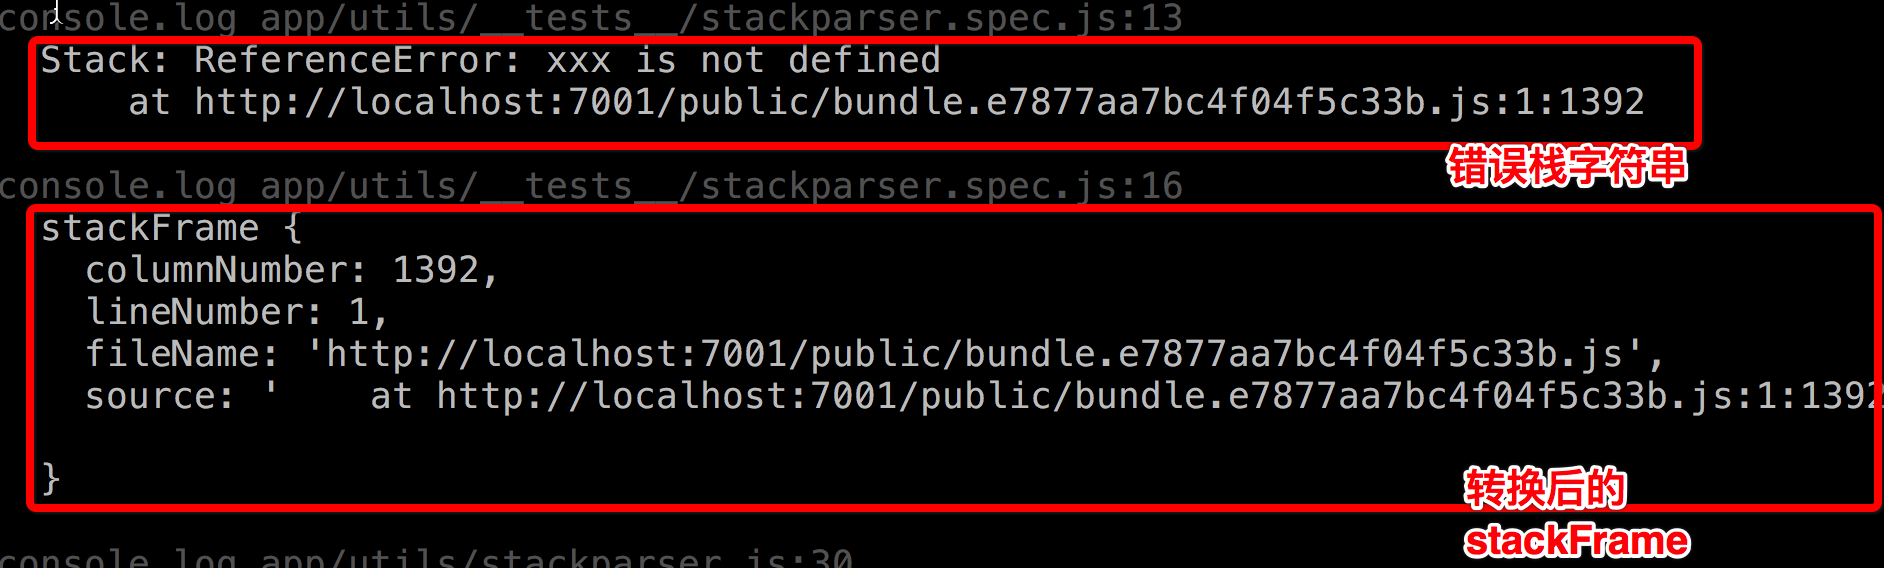 console.log app/utils/__tests__/stackparser.spec.js:13
Stack: ReferenceError: xxx is not defined
at http://localhost:7001/public/bundle.e7877aa7bc4f04f5c33b.js:1:1392
错误栈字符串
console.log app/utils/__tests__/stackparser.spec.js:16
stackFrame {
columnNumber: 1392,
lineNumber: 1,
fileName: 'http://localhost:7001/public/bundle.e7877aa7bc4f04f5c33b.js',
source: '    at http://localhost:7001/public/bundle.e7877aa7bc4f04f5c33b.js:1:1392
}
转换后的
stackFrame
console.log app/utils/stackparser.js:30